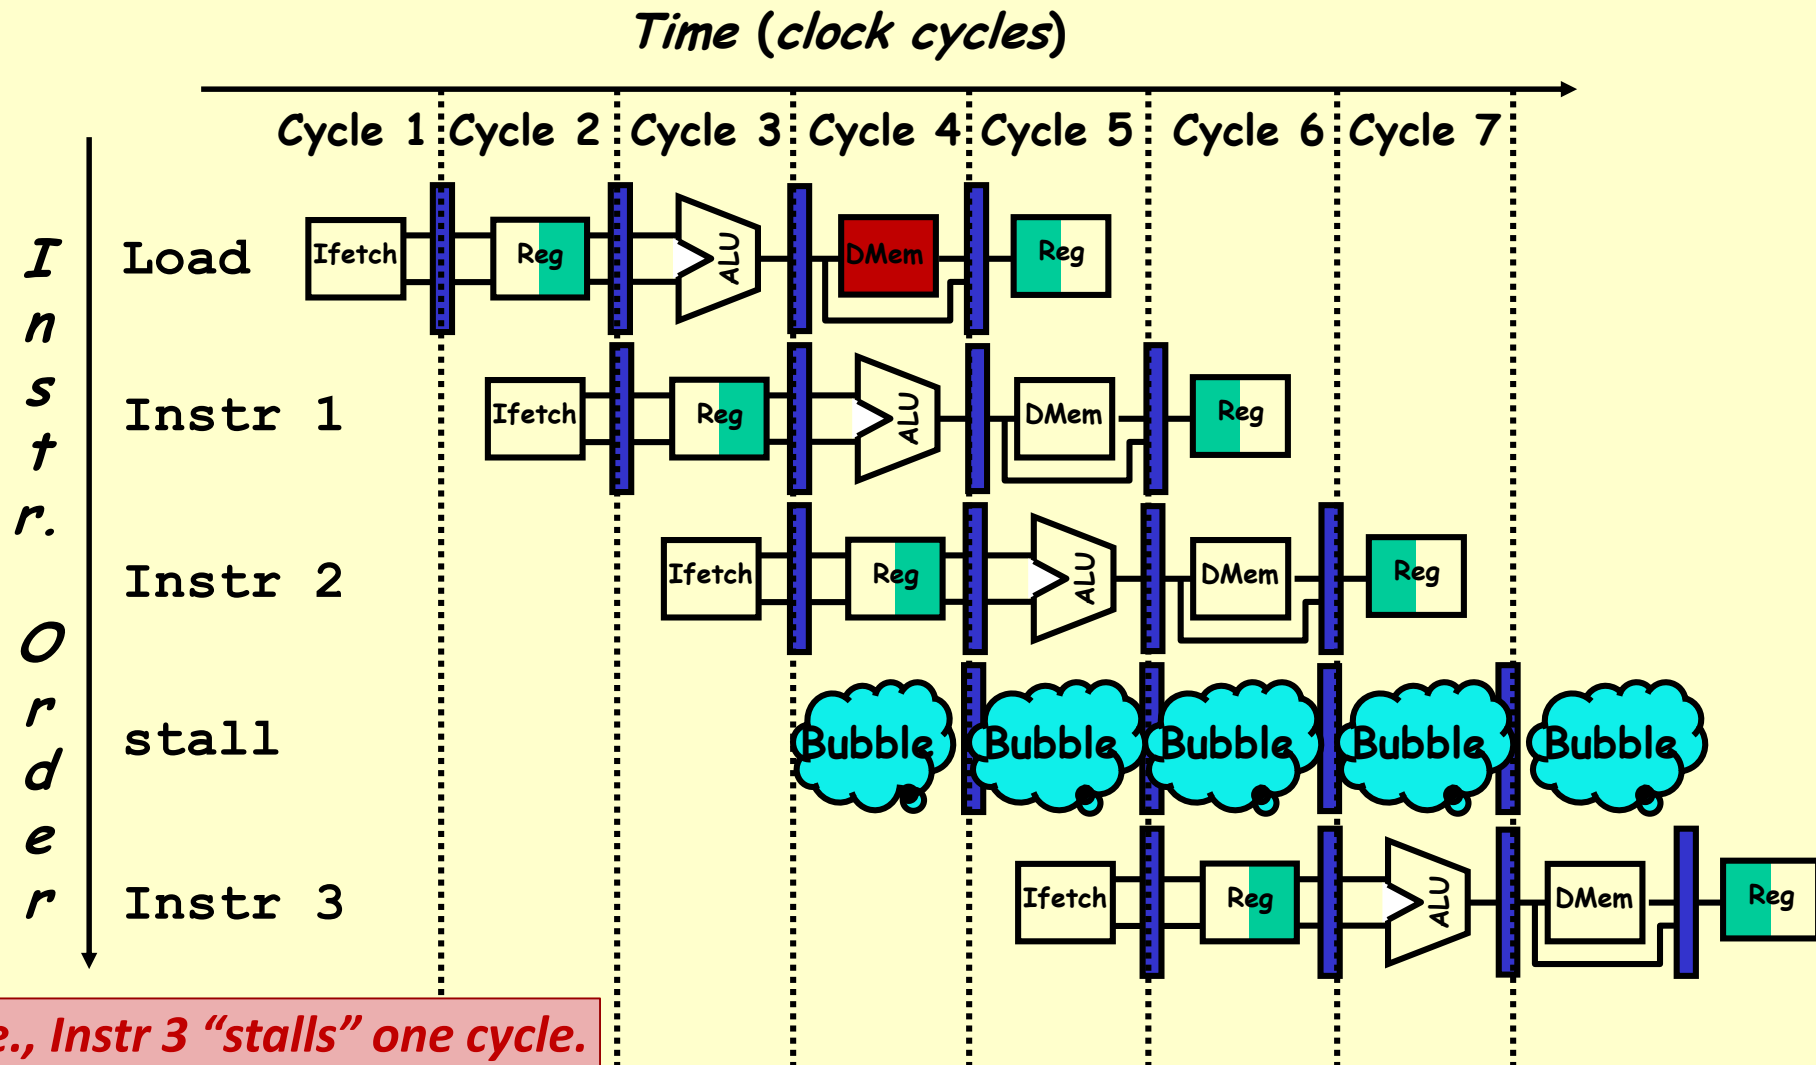 Time (clock cycles)
Cycle 1 Cycle 2 Cycle 3 Cycle 4 Cycle 5 Cycle 6 Cycle 7
Instr. Order
Load Ifetch Reg ALU DMem Reg
Instr 1 Ifetch Reg ALU DMem Reg
Instr 2 Ifetch Reg ALU DMem Reg
stall Bubble Bubble Bubble Bubble Bubble
Instr 3 Ifetch Reg ALU DMem Reg
e., Instr 3 “stalls” one cycle.